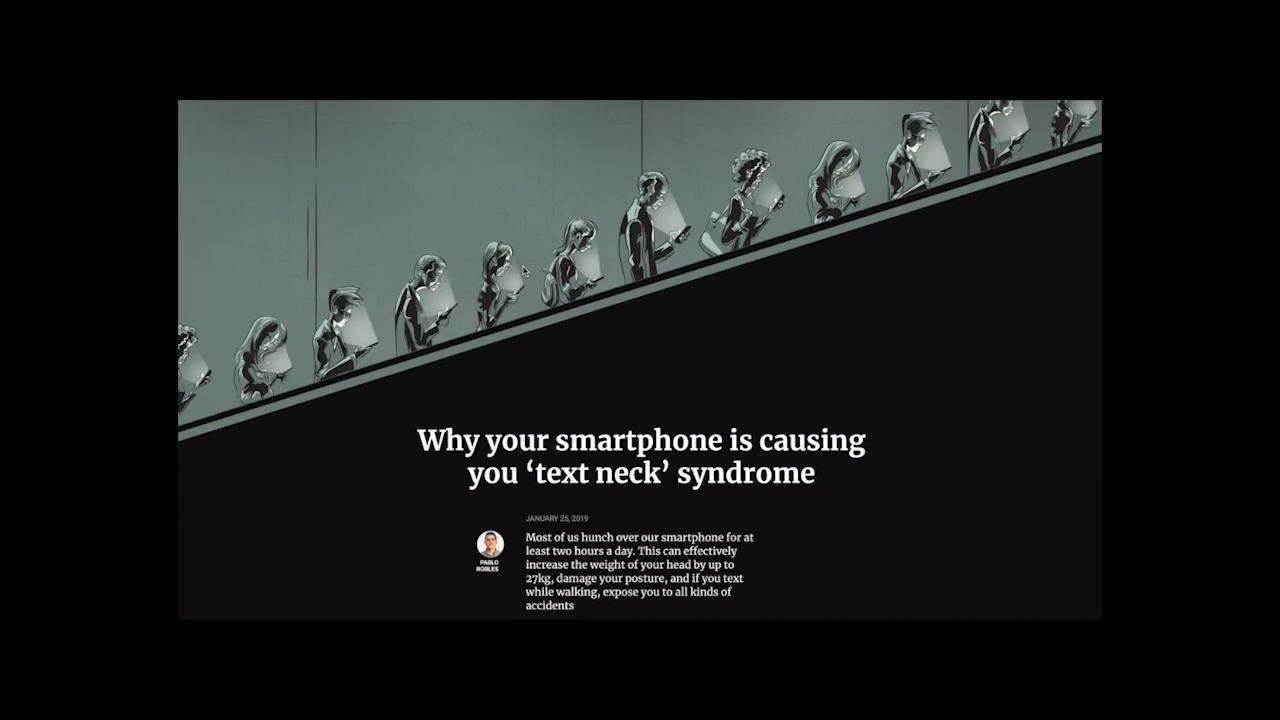 Why your smartphone is causing
you ‘text neck’ syndrome
JANUARY 25, 2019
PABLO
ROBLES
Most of us hunch over our smartphone for at
least two hours a day. This can effectively
increase the weight of your head by up to
27kg, damage your posture, and if you text
while walking, expose you to all kinds of
accidents